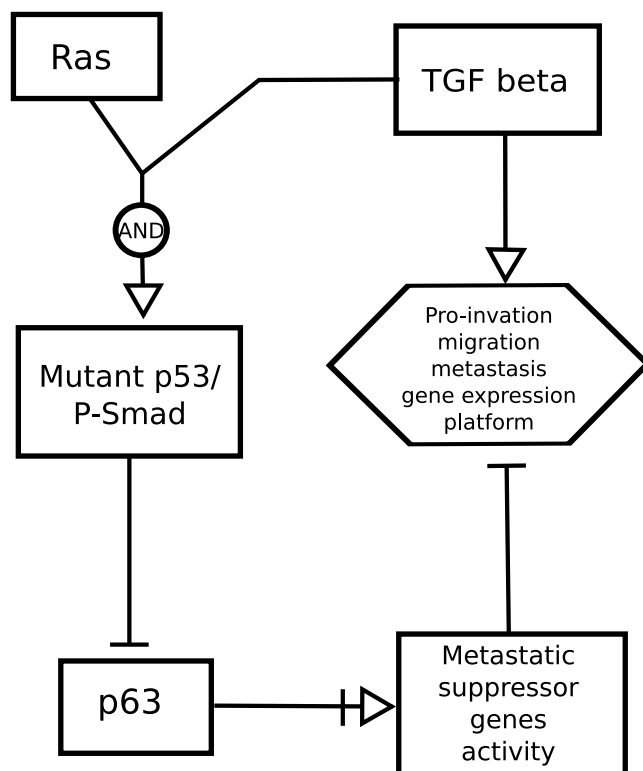 Ras
TGF beta
AND
Mutant p53/
P-Smad
Pro-invation
migration
metastasis
gene expression
platform
p63
Metastatic
suppressor
genes
activity